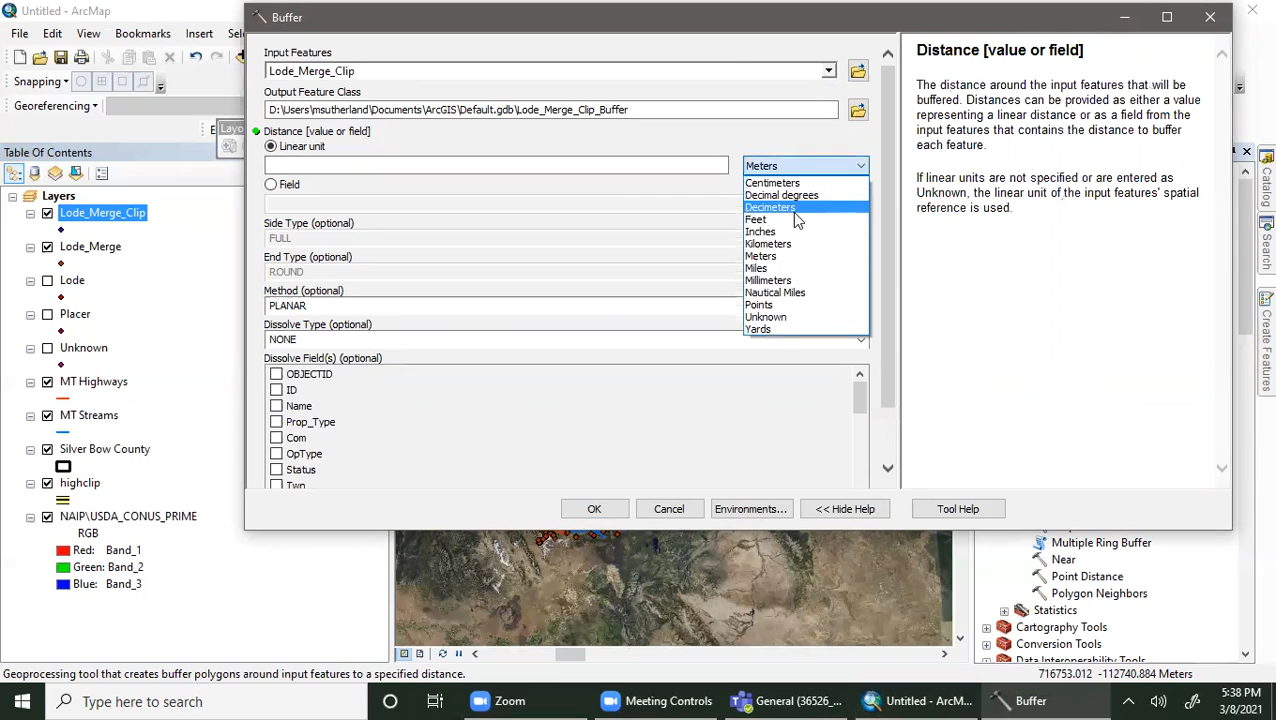 Untitled - ArcMap
File Edit View Bookmarks Insert
Snapping
Georeferencing
Table Of Contents
Layers
Lode_Merge_Clip
Lode_Merge
Lode
Placer
Unknown
MT Highways
MT Streams
Silver Bow County
highclip
NAIP\USDA_CONUS_PRIME
RGB
Red: Band_1
Green: Band_2
Blue: Band_3
Buffer
Input Features
Lode_Merge_Clip
Output Feature Class
D:\Users\msutherland\Documents\ArcGIS\Default.gdb\Lode_Merge_Clip_Buffer
Distance [value or field]
Linear unit
Meters
Centimeters
Decimal degrees
Decimeters
Feet
Inches
Kilometers
Meters
Miles
Millimeters
Nautical Miles
Points
Unknown
Yards
Field
Side Type (optional)
FULL
End Type (optional)
ROUND
Method (optional)
PLANAR
Dissolve Type (optional)
NONE
Dissolve Field(s) (optional)
OBJECTID
ID
Name
Prop_Type
Com
OpType
Status
Twn
OK Cancel Environments... << Hide Help Tool Help
Distance [value or field]
The distance around the input features that will be
buffered. Distances can be provided as either a value
representing a linear distance or as a field from the
input features that contains the distance to buffer
each feature.
If linear units are not specified or are entered as
Unknown, the linear unit of the input features' spatial
reference is used.
Catalog
Search
Create Features
Multiple Ring Buffer
Near
Point Distance
Polygon Neighbors
Statistics
Cartography Tools
Conversion Tools
Data Interoperability Tools
Geoprocessing tool that creates buffer polygons around input features to a specified distance.
716753.012 -112740.884 Meters
Type here to search
Zoom
Meeting Controls
General (36526_...
Untitled - ArcM...
Buffer
5:38 PM
3/8/2021